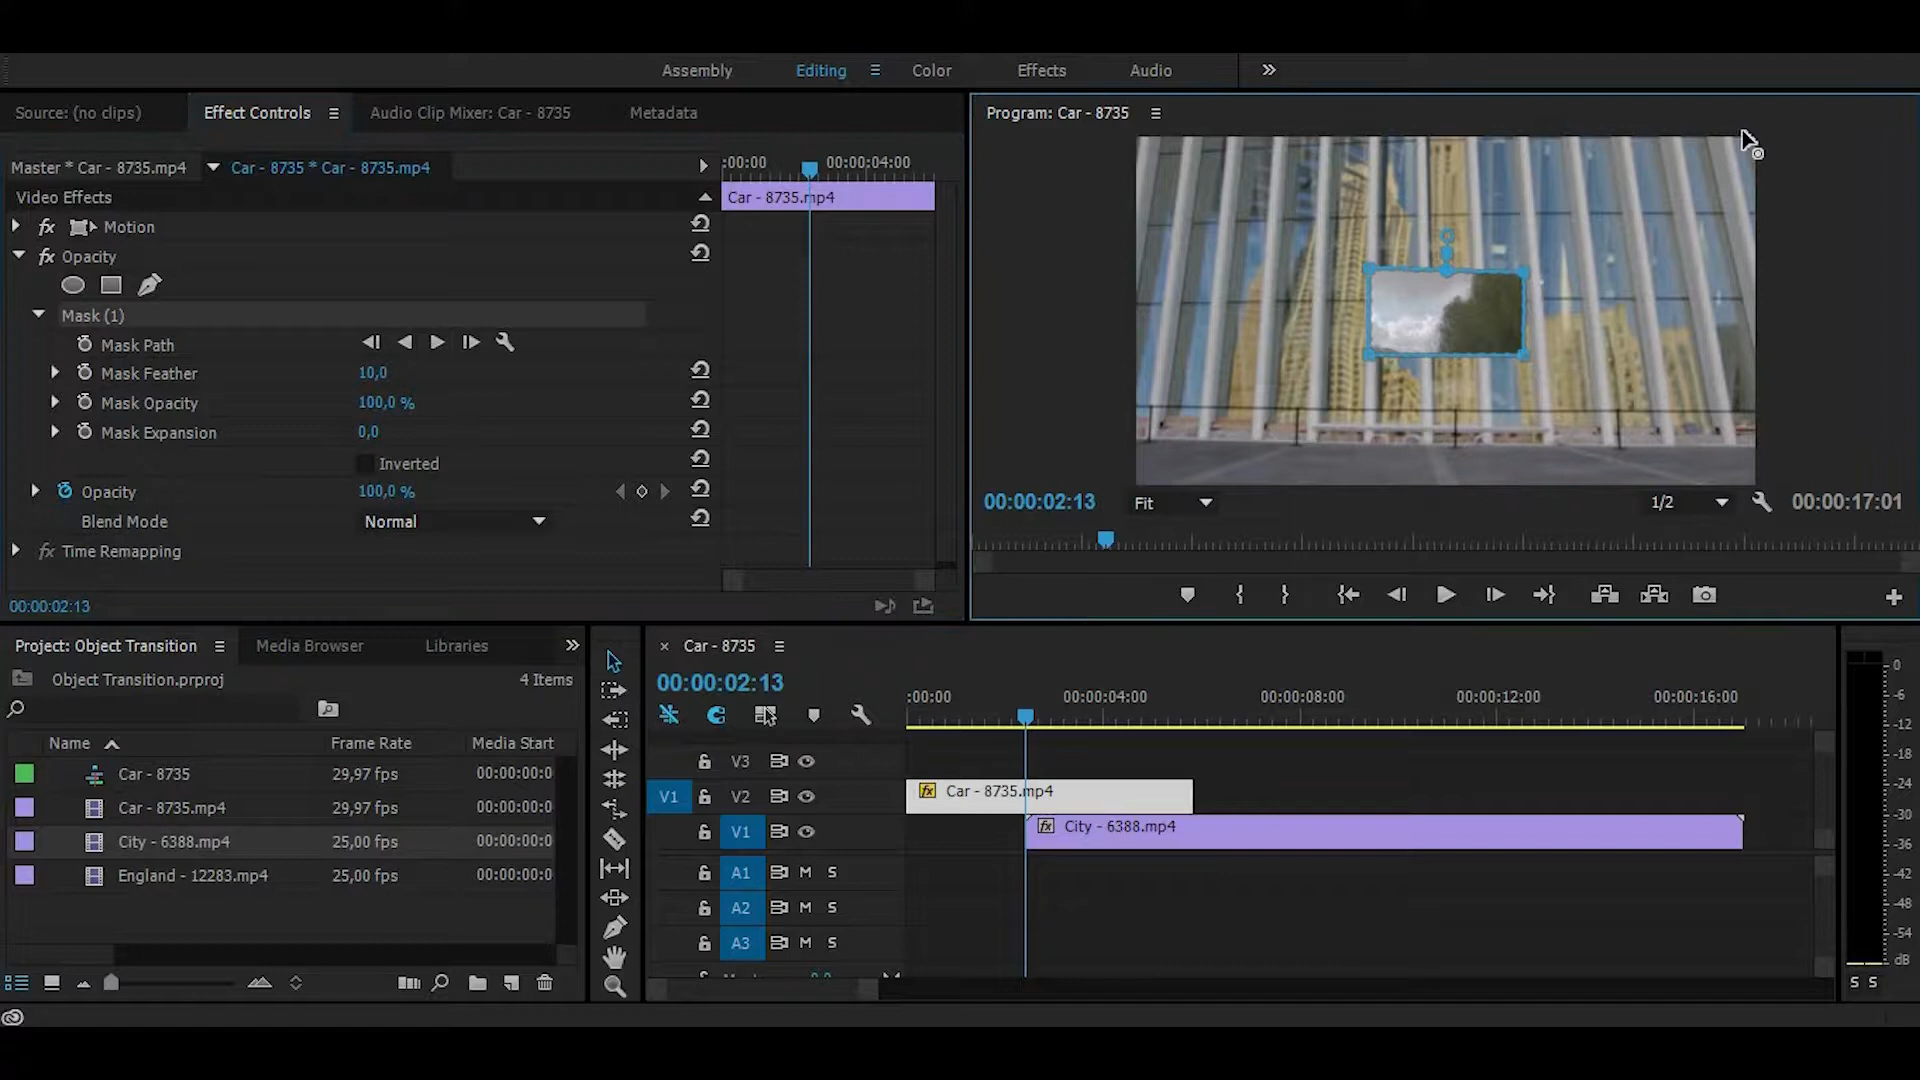 Assembly Editing Color Effects Audio
Source: (no clips) Effect Controls Audio Clip Mixer: Car - 8735 Metadata
Program: Car - 8735
Master * Car - 8735.mp4 Car - 8735 * Car - 8735.mp4
:00:00 00:00:04:00
Video Effects
Car - 8735.mp4
fx Motion
fx Opacity
Mask (1)
Mask Path
Mask Feather 10,0
Mask Opacity 100,0 %
Mask Expansion 0,0
Inverted
Opacity 100,0 %
Blend Mode Normal
fx Time Remapping
00:00:02:13
00:00:02:13 Fit 1/2 00:00:17:01
Project: Object Transition Media Browser Libraries
Object Transition.prproj 4 Items
Name Frame Rate Media Start
Car - 8735 29,97 fps 00:00:00:0
Car - 8735.mp4 29,97 fps 00:00:00:0
City - 6388.mp4 25,00 fps 00:00:00:0
England - 12283.mp4 25,00 fps 00:00:00:0
Car - 8735
00:00:02:13
:00:00 00:00:04:00 00:00:08:00 00:00:12:00 00:00:16:00
V3
V1 V2 fx Car - 8735.mp4
V1 fx City - 6388.mp4
A1 M S
A2 M S
A3 M S
0
-6
-12
-18
-24
-30
-36
-42
-48
-54
dB
S S